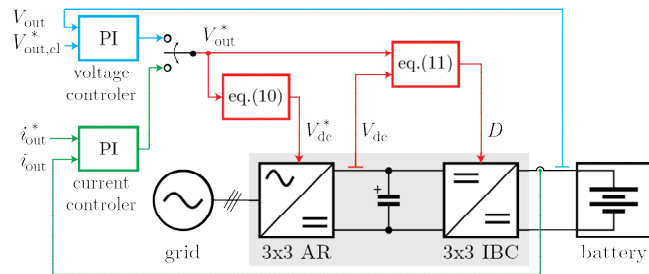 V_out
V*_out,cl
PI
voltage
controler
V*_out
eq.(10)
eq.(11)
V*_dc
V_dc
D
i*_out
i_out
PI
current
controler
+
grid
3x3 AR
3x3 IBC
battery